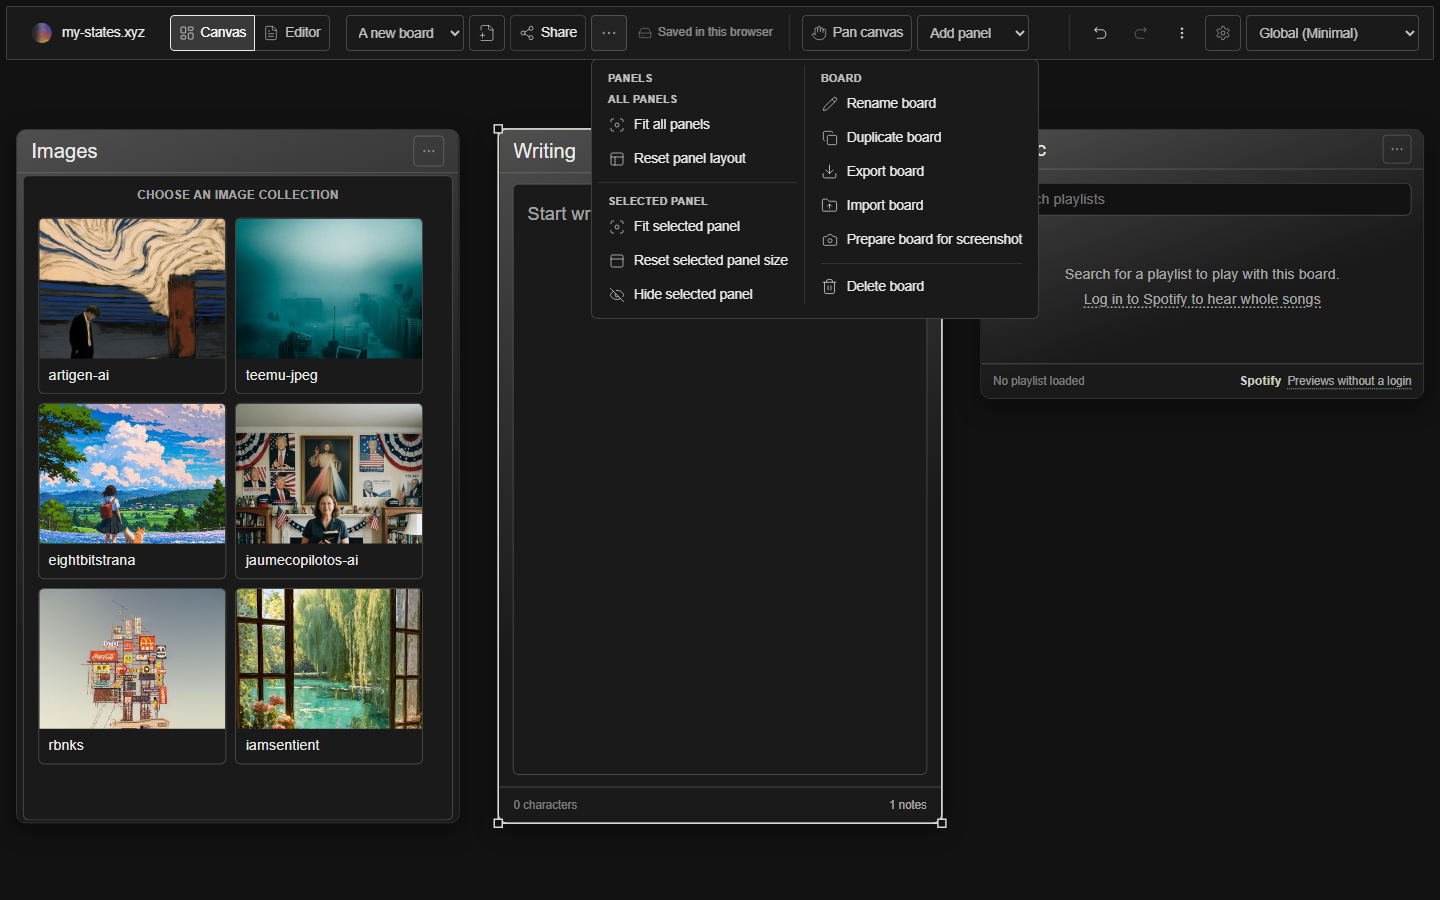 my-states.xyz
Canvas
Editor
A new board
Share
Saved in this browser
Pan canvas
Add panel
Global (Minimal)
PANELS
ALL PANELS
Fit all panels
Reset panel layout
SELECTED PANEL
Fit selected panel
Reset selected panel size
Hide selected panel
BOARD
Rename board
Duplicate board
Export board
Import board
Prepare board for screenshot
Delete board
Images
CHOOSE AN IMAGE COLLECTION
artigen-ai
teemu-jpeg
eightbitstrana
jaumecopilotos-ai
rbnks
iamsentient
Writing
Start wr
0 characters
1 notes
c
ch playlists
Search for a playlist to play with this board.
Log in to Spotify to hear whole songs
No playlist loaded
Spotify Previews without a login